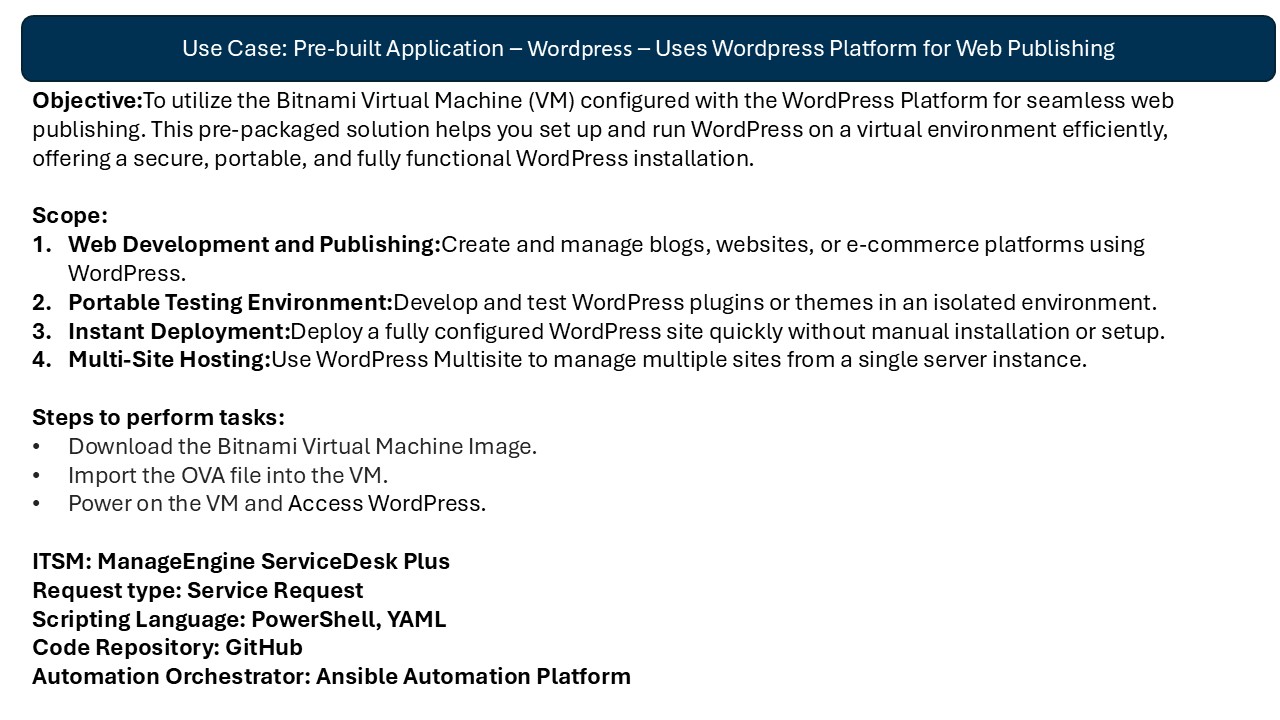 Use Case: Pre-built Application – Wordpress – Uses Wordpress Platform for Web Publishing
Objective:To utilize the Bitnami Virtual Machine (VM) configured with the WordPress Platform for seamless web
publishing. This pre-packaged solution helps you set up and run WordPress on a virtual environment efficiently,
offering a secure, portable, and fully functional WordPress installation.
Scope:
1. Web Development and Publishing:Create and manage blogs, websites, or e-commerce platforms using
WordPress.
2. Portable Testing Environment:Develop and test WordPress plugins or themes in an isolated environment.
3. Instant Deployment:Deploy a fully configured WordPress site quickly without manual installation or setup.
4. Multi-Site Hosting:Use WordPress Multisite to manage multiple sites from a single server instance.
Steps to perform tasks:
• Download the Bitnami Virtual Machine Image.
• Import the OVA file into the VM.
• Power on the VM and Access WordPress.
ITSM: ManageEngine ServiceDesk Plus
Request type: Service Request
Scripting Language: PowerShell, YAML
Code Repository: GitHub
Automation Orchestrator: Ansible Automation Platform